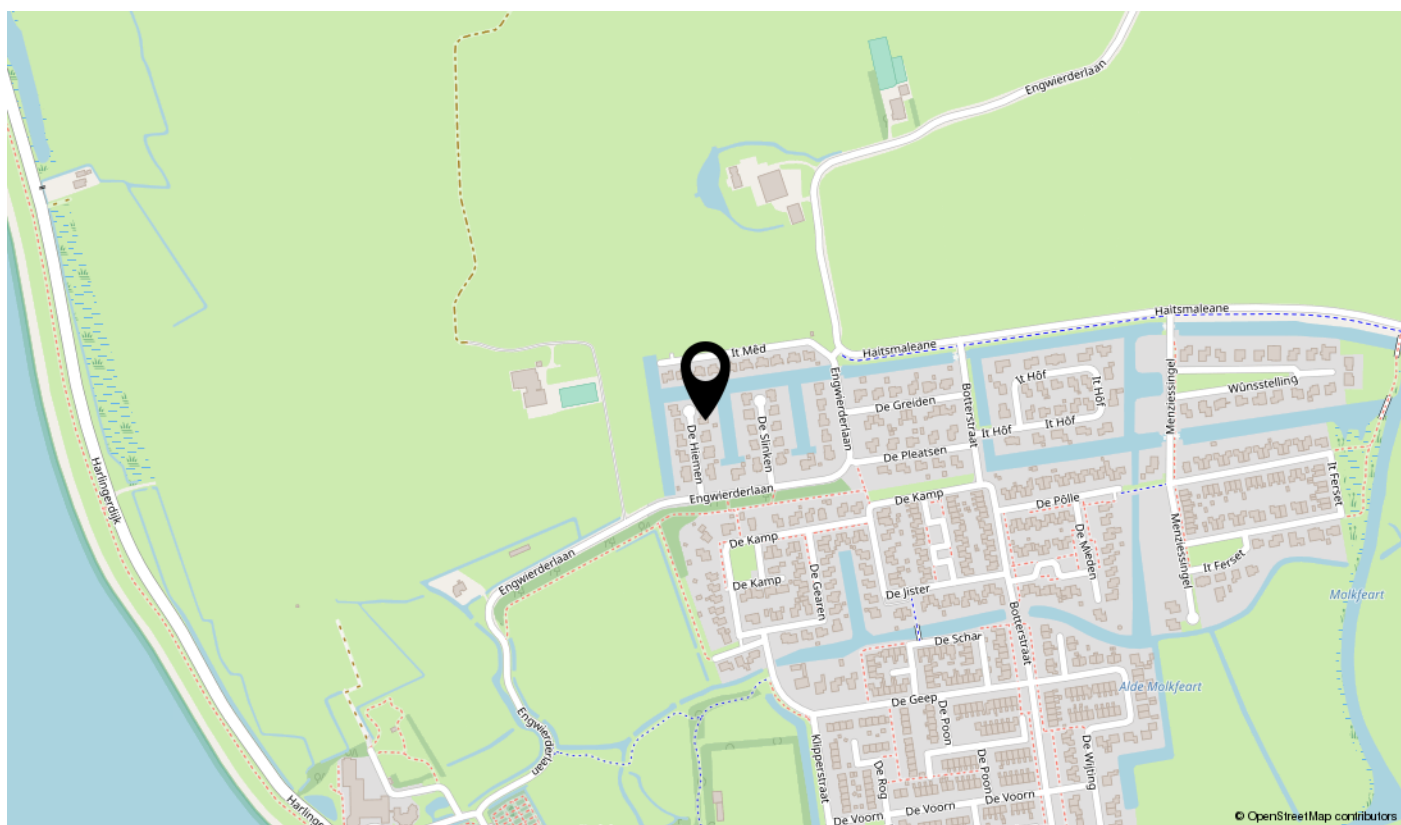 Engwierderlaan
Haitsmaleane
It Mêd
Haitsmaleane
Engwierderlaan
De Greiden
Botterstraat
It Hôf
It Hôf
It Hôf
It Hôf
Menziessingel
Wûnsstelling
De Hiemen
De Slinken
De Pleatsen
Harlingerdijk
Engwierderlaan
De Kamp
De Pôlle
It Ferset
De Kamp
De Mieden
Menziessingel
Engwierderlaan
De Kamp
De Gearen
De Jister
It Ferset
Molkfeart
Botterstraat
De Schar
Alde Molkfeart
De Geep
Engwierderlaan
Klipperstraat
De Poon
De Poon
De Wijting
De Rog
De Voorn
De Voorn
De Voorn
Harlinge
© OpenStreetMap contributors